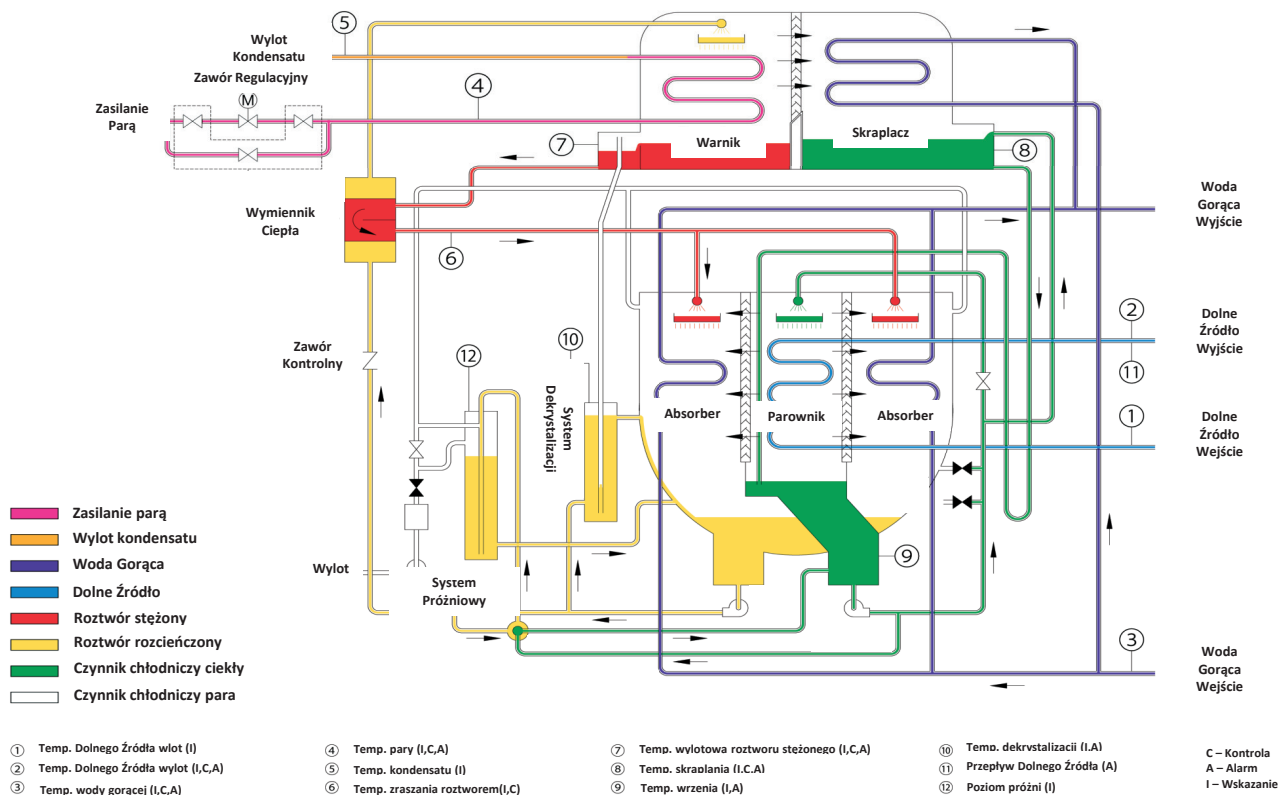 ⑤
Wylot
Kondensatu
Zawór Regulacyjny
M
Zasilanie
Parą
④
⑦
Warnik
Skraplacz
⑧
Wymiennik
Ciepła
⑥
Woda
Gorąca
Wyjście
②
Dolne
Źródło
Wyjście
⑪
①
Dolne
Źródło
Wejście
Zawór
Kontrolny
⑫
⑩
System
Dekrystalizacji
Absorber
Parownik
Absorber
⑨
Wylot
System
Próżniowy
③
Woda
Gorąca
Wejście
Zasilanie parą
Wylot kondensatu
Woda Gorąca
Dolne Źródło
Roztwór stężony
Roztwór rozcieńczony
Czynnik chłodniczy ciekły
Czynnik chłodniczy para
① Temp. Dolnego Źródła wlot (I)
② Temp. Dolnego Źródła wylot (I,C,A)
③ Temp. wody gorącej (I,C,A)
④ Temp. pary (I,C,A)
⑤ Temp. kondensatu (I)
⑥ Temp. zraszania roztworem(I,C)
⑦ Temp. wylotowa roztworu stężonego (I,C,A)
⑧ Temp. skraplania (I.C.A)
⑨ Temp. wrzenia (I,A)
⑩ Temp. dekrystalizacji (I.A)
⑪ Przepływ Dolnego Źródła (A)
⑫ Poziom próżni (I)
C – Kontrola
A – Alarm
I – Wskazanie